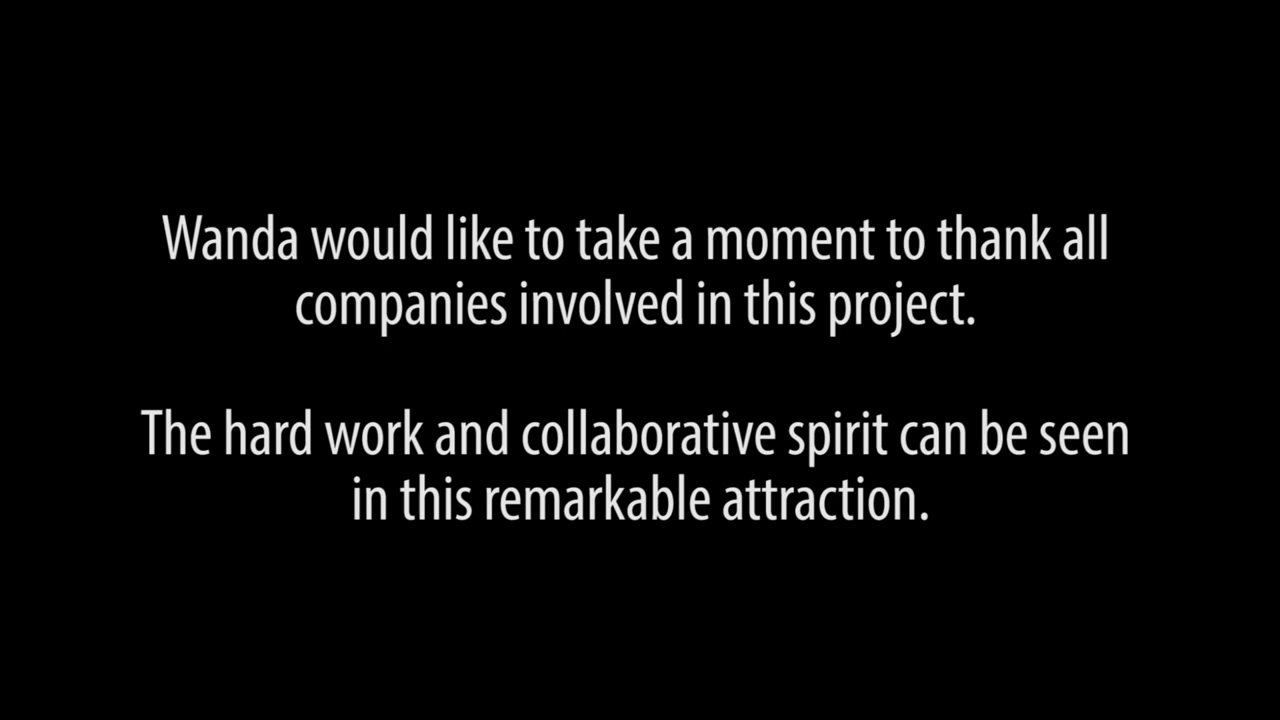 Wanda would like to take a moment to thank all
companies involved in this project.
The hard work and collaborative spirit can be seen
in this remarkable attraction.